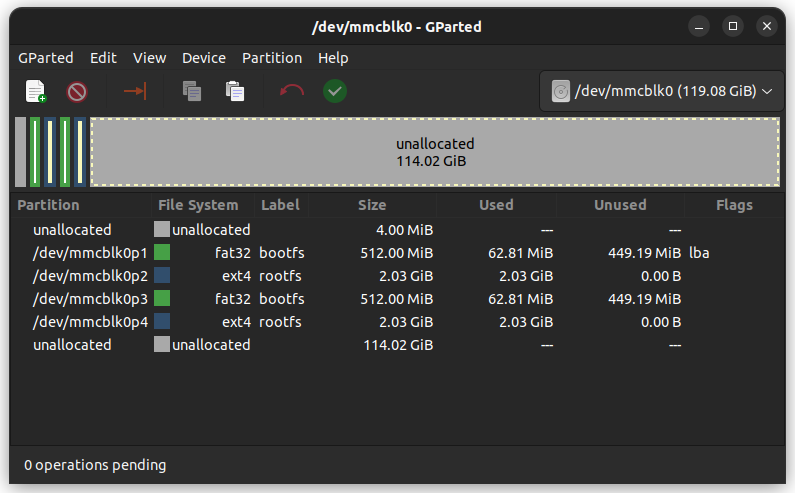 /dev/mmcblk0 - GParted
GParted Edit View Device Partition Help
/dev/mmcblk0 (119.08 GiB)
unallocated
114.02 GiB
Partition File System Label Size Used Unused Flags
unallocated unallocated 4.00 MiB --- ---
/dev/mmcblk0p1 fat32 bootfs 512.00 MiB 62.81 MiB 449.19 MiB lba
/dev/mmcblk0p2 ext4 rootfs 2.03 GiB 2.03 GiB 0.00 B
/dev/mmcblk0p3 fat32 bootfs 512.00 MiB 62.81 MiB 449.19 MiB
/dev/mmcblk0p4 ext4 rootfs 2.03 GiB 2.03 GiB 0.00 B
unallocated unallocated 114.02 GiB --- ---
0 operations pending